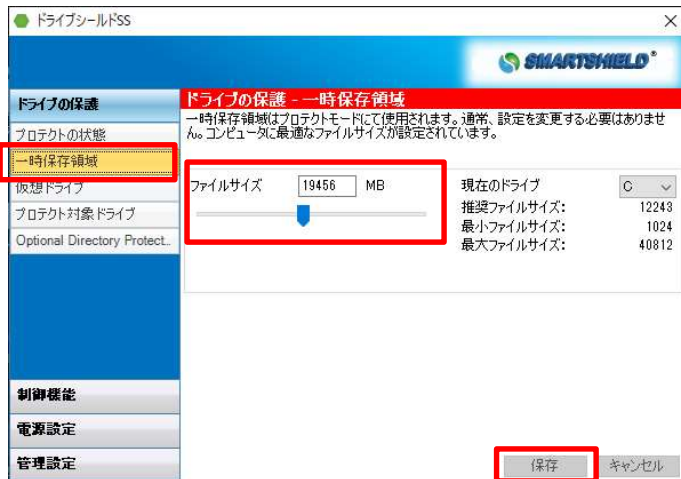 ドライブシールドSS
SMARTSHIELD®
ドライブの保護
プロテクトの状態
一時保存領域
仮想ドライブ
プロテクト対象ドライブ
Optional Directory Protect..
制御機能
電源設定
管理設定
ドライブの保護 - 一時保存領域
一時保存領域はプロテクトモードにて使用されます。通常、設定を変更する必要はありませ
ん。コンピュータに最適なファイルサイズが設定されています。
ファイルサイズ 19456 MB
現在のドライブ C
推奨ファイルサイズ: 12243
最小ファイルサイズ: 1024
最大ファイルサイズ: 40812
保存 キャンセル